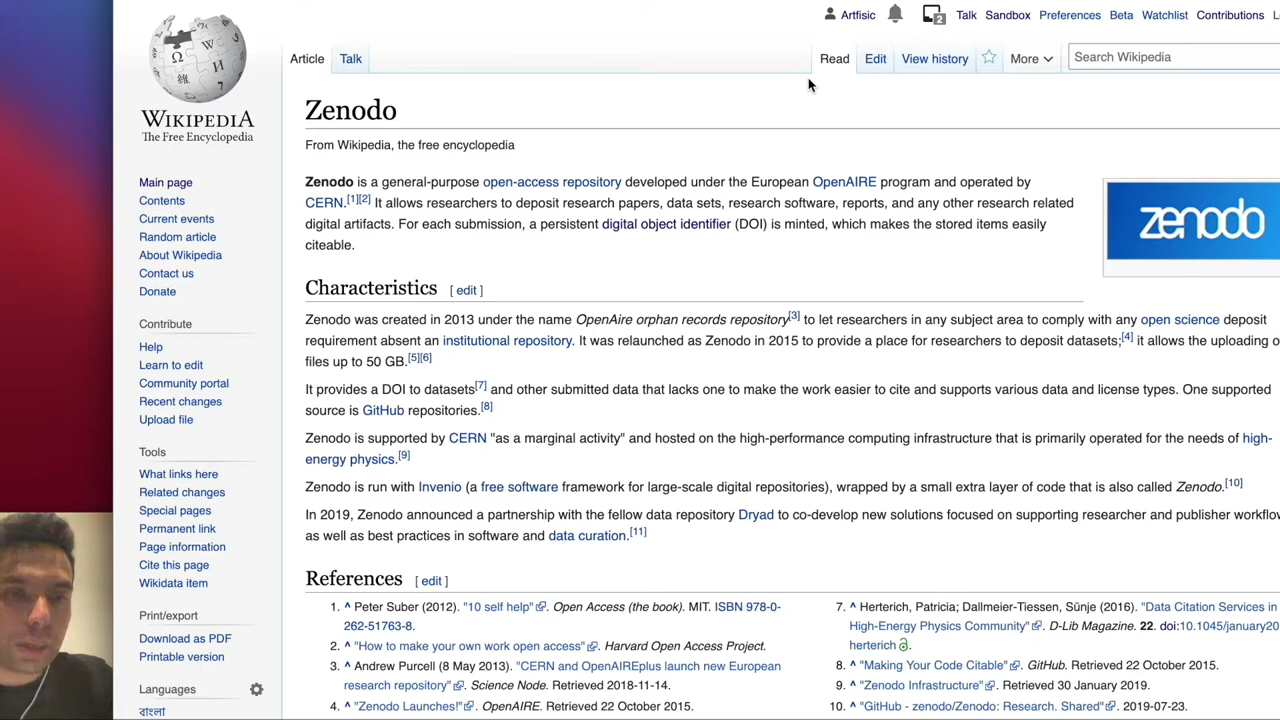 Artfisic 2 Talk Sandbox Preferences Beta Watchlist Contributions
Article Talk Read Edit View history More Search Wikipedia
WIKIPEDIA
The Free Encyclopedia
Zenodo
From Wikipedia, the free encyclopedia
Zenodo is a general-purpose open-access repository developed under the European OpenAIRE program and operated by
CERN.[1][2] It allows researchers to deposit research papers, data sets, research software, reports, and any other research related
digital artifacts. For each submission, a persistent digital object identifier (DOI) is minted, which makes the stored items easily
citeable.
zenodo
Characteristics [ edit ]
Zenodo was created in 2013 under the name OpenAire orphan records repository[3] to let researchers in any subject area to comply with any open science deposit
requirement absent an institutional repository. It was relaunched as Zenodo in 2015 to provide a place for researchers to deposit datasets;[4] it allows the uploading
files up to 50 GB.[5][6]
It provides a DOI to datasets[7] and other submitted data that lacks one to make the work easier to cite and supports various data and license types. One supported
source is GitHub repositories.[8]
Zenodo is supported by CERN "as a marginal activity" and hosted on the high-performance computing infrastructure that is primarily operated for the needs of high-
energy physics.[9]
Zenodo is run with Invenio (a free software framework for large-scale digital repositories), wrapped by a small extra layer of code that is also called Zenodo.[10]
In 2019, Zenodo announced a partnership with the fellow data repository Dryad to co-develop new solutions focused on supporting researcher and publisher
as well as best practices in software and data curation.[11]
References [ edit ]
1. ^ Peter Suber (2012). "10 self help". Open Access (the book). MIT. ISBN 978-0-
262-51763-8.
2. ^ "How to make your own work open access". Harvard Open Access Project.
3. ^ Andrew Purcell (8 May 2013). "CERN and OpenAIREplus launch new European
research repository". Science Node. Retrieved 2018-11-14.
4. ^ "Zenodo Launches!". OpenAIRE. Retrieved 22 October 2015.
7. ^ Herterich, Patricia; Dallmeier-Tiessen, Sünje (2016). "Data Citation Services in
High-Energy Physics Community". D-Lib Magazine. 22. doi:10.1045/january20
herterich.
8. ^ "Making Your Code Citable". GitHub. Retrieved 22 October 2015.
9. ^ "Zenodo Infrastructure". Retrieved 30 January 2019.
10. ^ "GitHub - zenodo/Zenodo: Research. Shared". 2019-07-23.
Main page
Contents
Current events
Random article
About Wikipedia
Contact us
Donate
Contribute
Help
Learn to edit
Community portal
Recent changes
Upload file
Tools
What links here
Related changes
Special pages
Permanent link
Page information
Cite this page
Wikidata item
Print/export
Download as PDF
Printable version
Languages
বাংলা